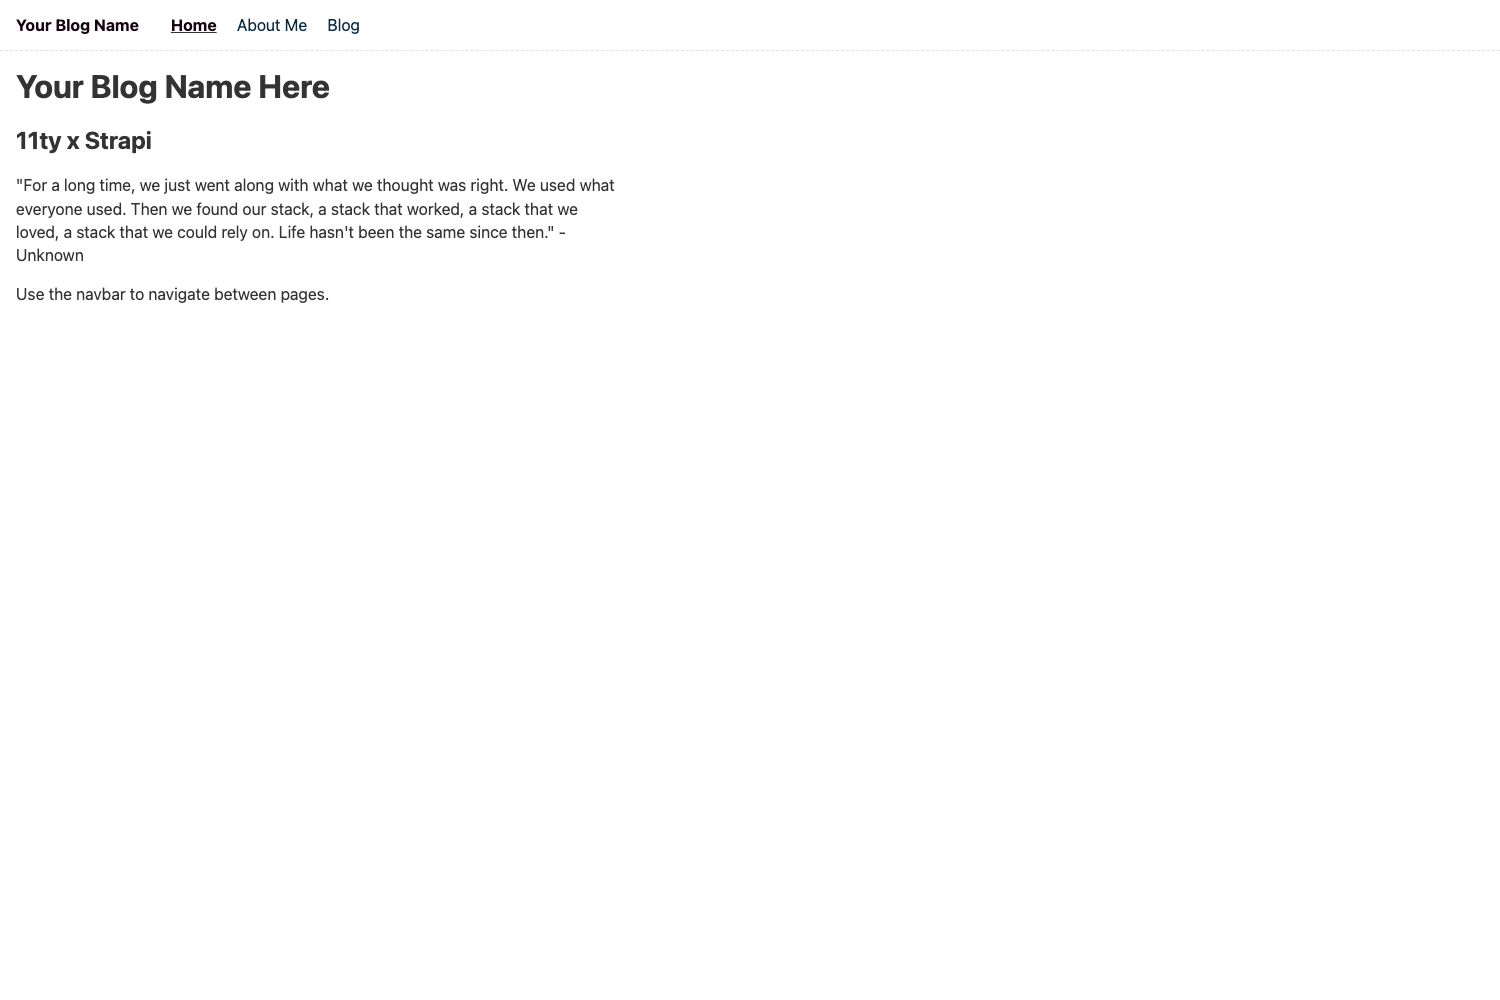 Your Blog Name Home About Me Blog
Your Blog Name Here
11ty x Strapi
"For a long time, we just went along with what we thought was right. We used what
everyone used. Then we found our stack, a stack that worked, a stack that we
loved, a stack that we could rely on. Life hasn't been the same since then." -
Unknown
Use the navbar to navigate between pages.